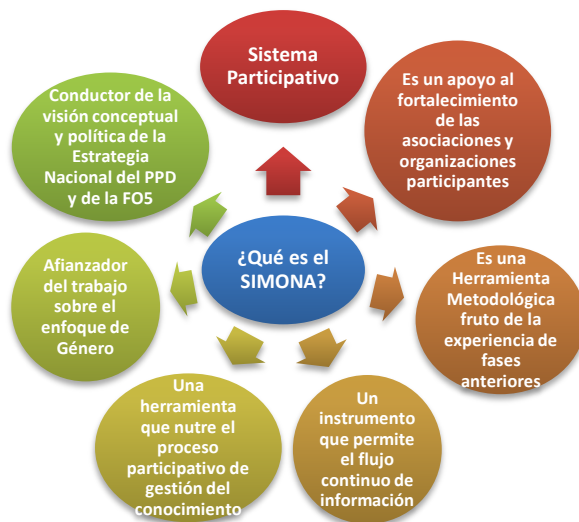 Sistema
Participativo
Es un apoyo al
fortalecimiento
de las
asociaciones y
organizaciones
participantes
Es una
Herramienta
Metodológica
fruto de la
experiencia de
fases
anteriores
Un
instrumento
que permite
el flujo
continuo de
información
Una
herramienta
que nutre el
proceso
participativo de
gestión del
conocimiento
Afianzador
del trabajo
sobre el
enfoque de
Género
Conductor de la
visión conceptual
y política de la
Estrategia
Nacional del PPD
y de la FO5
¿Qué es el
SIMONA?